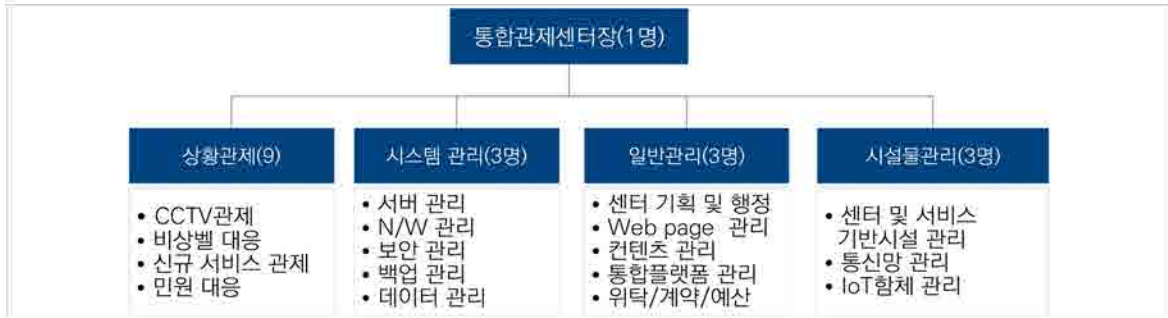 통합관제센터장(1명)
상황관제(9)
• CCTV관제
• 비상벨 대응
• 신규 서비스 관제
• 민원 대응
시스템 관리(3명)
• 서버 관리
• N/W 관리
• 보안 관리
• 백업 관리
• 데이터 관리
일반관리(3명)
• 센터 기획 및 행정
• Web page 관리
• 컨텐츠 관리
• 통합플랫폼 관리
• 위탁/계약/예산
시설물관리(3명)
• 센터 및 서비스
기반시설 관리
• 통신망 관리
• IoT함체 관리